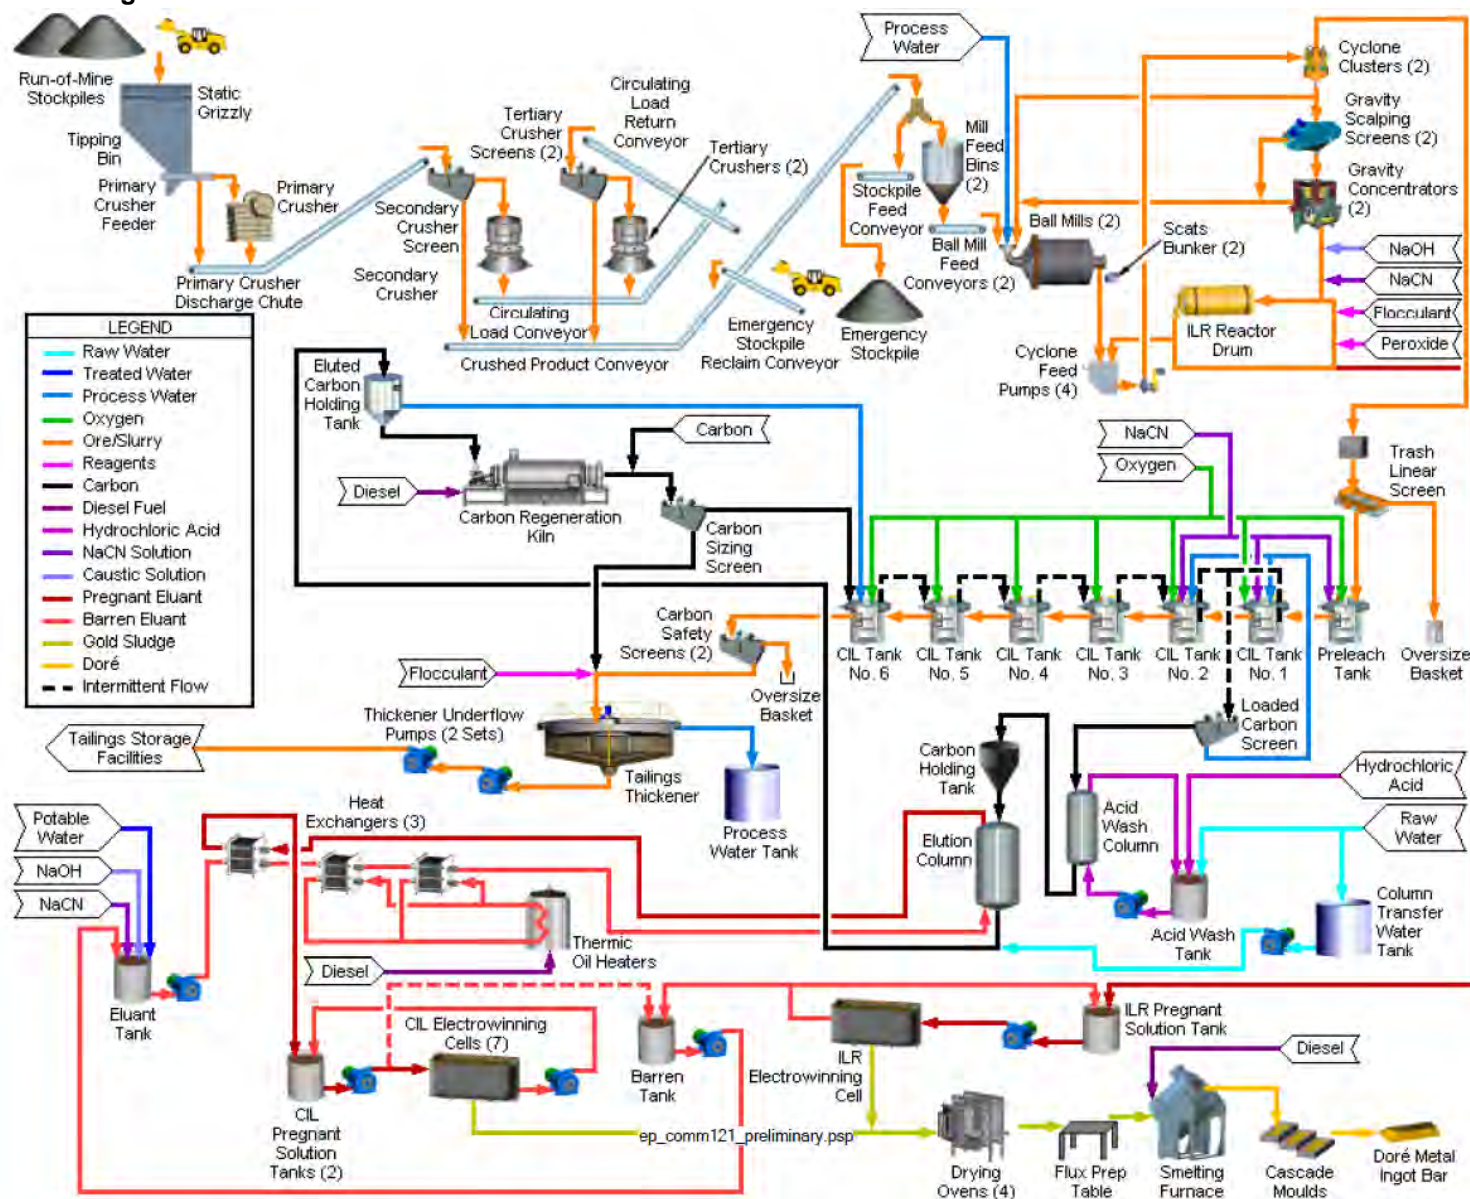 Run-of-Mine
Stockpiles
Static
Grizzly
Tipping
Bin
Primary
Crusher
Feeder
Primary
Crusher
Primary Crusher
Discharge Chute
Secondary
Crusher
Screen
Secondary
Crusher
Tertiary
Crusher
Screens (2)
Circulating
Load
Return
Conveyor
Tertiary
Crushers (2)
Circulating
Load Conveyor
Crushed Product Conveyor
Emergency
Stockpile
Reclaim Conveyor
Process
Water
Stockpile
Feed
Conveyor
Mill
Feed
Bins
(2)
Ball Mill
Feed
Conveyors (2)
Emergency
Stockpile
Ball Mills (2)
Scats
Bunker (2)
Cyclone
Clusters (2)
Gravity
Scalping
Screens (2)
Gravity
Concentrators
(2)
NaOH
NaCN
Flocculant
Peroxide
ILR Reactor
Drum
Cyclone
Feed
Pumps (4)
LEGEND
Raw Water
Treated Water
Process Water
Oxygen
Ore/Slurry
Reagents
Carbon
Diesel Fuel
Hydrochloric Acid
NaCN Solution
Caustic Solution
Pregnant Eluant
Barren Eluant
Gold Sludge
Doré
Intermittent Flow
Eluted
Carbon
Holding
Tank
Carbon
Diesel
Carbon Regeneration
Kiln
Carbon
Sizing
Screen
NaCN
Oxygen
Trash
Linear
Screen
Carbon
Safety
Screens (2)
Oversize
Basket
CIL Tank
No. 6
CIL Tank
No. 5
CIL Tank
No. 4
CIL Tank
No. 3
CIL Tank
No. 2
CIL Tank
No. 1
Preleach
Tank
Oversize
Basket
Flocculant
Thickener Underflow
Pumps (2 Sets)
Tailings Storage
Facilities
Tailings
Thickener
Process
Water Tank
Carbon
Holding
Tank
Loaded
Carbon
Screen
Hydrochloric
Acid
Raw
Water
Acid
Wash
Column
Elution
Column
Acid Wash
Tank
Column
Transfer
Water
Tank
Potable
Water
NaOH
NaCN
Heat
Exchangers (3)
Thermic
Oil Heaters
Diesel
Eluant
Tank
CIL Electrowinning
Cells (7)
CIL
Pregnant
Solution
Tanks (2)
Barren
Tank
ILR
Electrowinning
Cell
ILR Pregnant
Solution Tank
Diesel
ep_comm121_preliminary.psp
Drying
Ovens (4)
Flux Prep
Table
Smelting
Furnace
Cascade
Moulds
Doré Metal
Ingot Bar